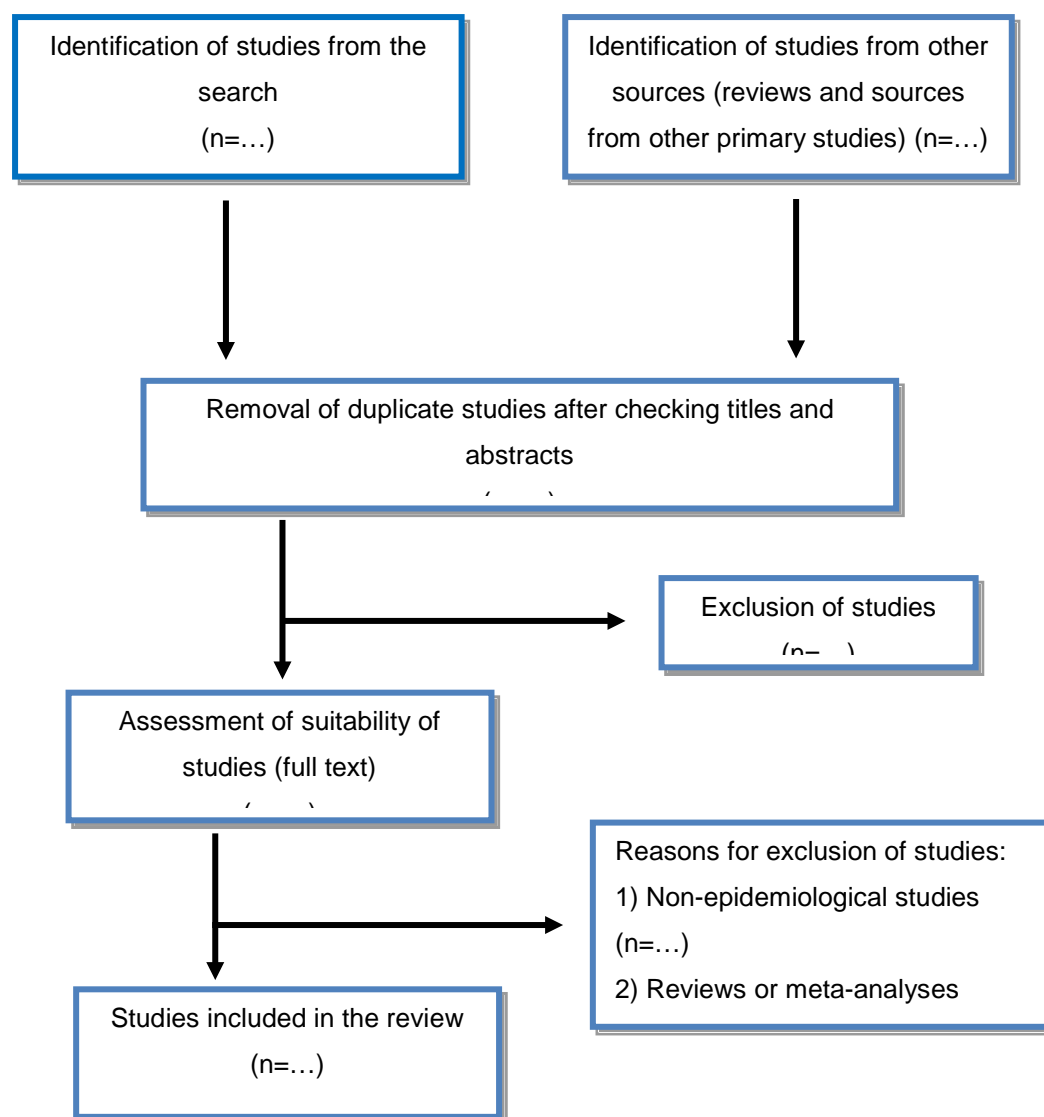 Identification of studies from the
search
(n=…)
Identification of studies from other
sources (reviews and sources
from other primary studies) (n=…)
Removal of duplicate studies after checking titles and
abstracts
Exclusion of studies
(n=…)
Assessment of suitability of
studies (full text)
Reasons for exclusion of studies:
1) Non-epidemiological studies
(n=…)
2) Reviews or meta-analyses
Studies included in the review
(n=…)